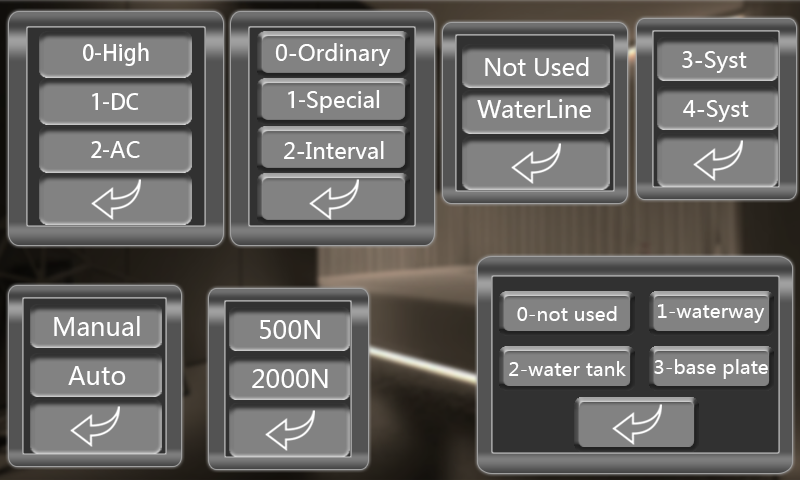 0-High
1-DC
2-AC
0-Ordinary
1-Special
2-Interval
Not Used
WaterLine
3-Syst
4-Syst
Manual
Auto
500N
2000N
0-not used
1-waterway
2-water tank
3-base plate